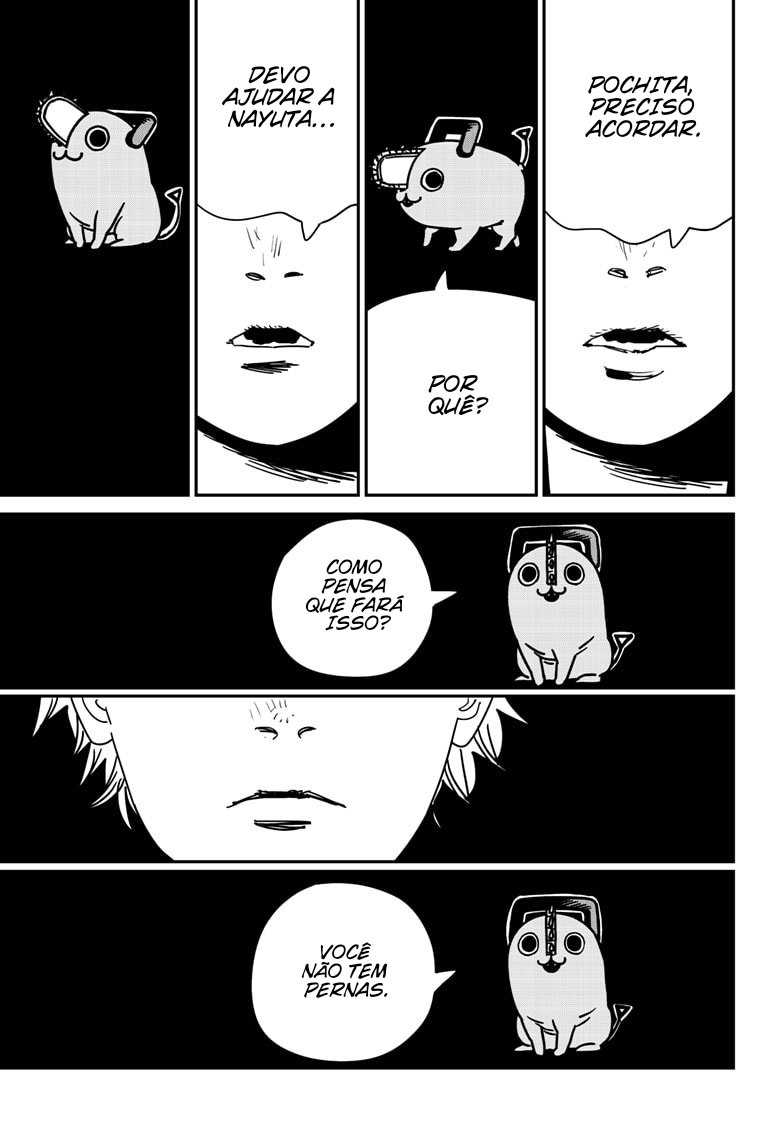 POCHITA,
PRECISO
ACORDAR.
POR
QUÊ?
DEVO
AJUDAR A
NAYUTA...
COMO
PENSA
QUE FARÁ
ISSO?
VOCÊ
NÃO TEM
PERNAS.